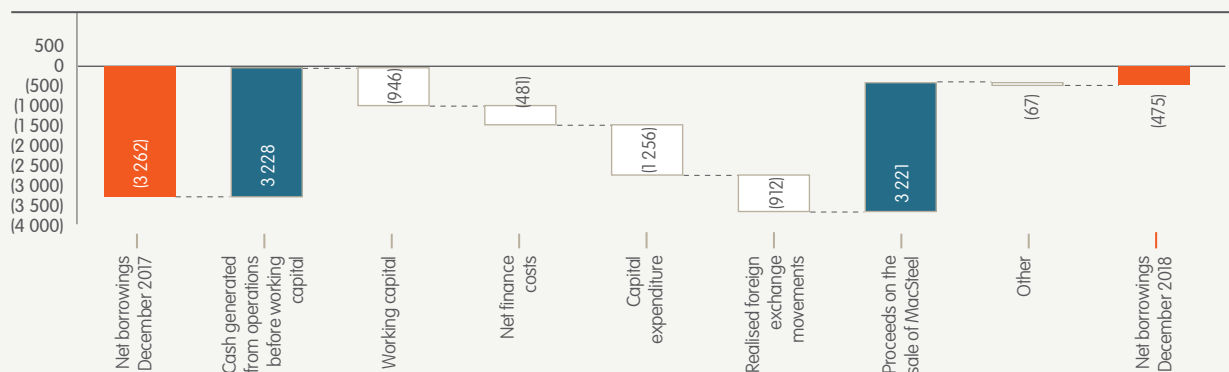 500
0
(500)
(1 000)
(1 500)
(2 000)
(2 500)
(3 000)
(3 500)
(4 000)
(3 262)
3 228
(946)
(481)
(1 256)
(912)
3 221
(67)
(475)
Net borrowings
December 2017
Cash generated
from operations
before working
capital
Working capital
Net finance
costs
Capital
expenditure
Realised foreign
exchange
movements
Proceeds on the
sale of MacSteel
Other
Net borrowings
December 2018